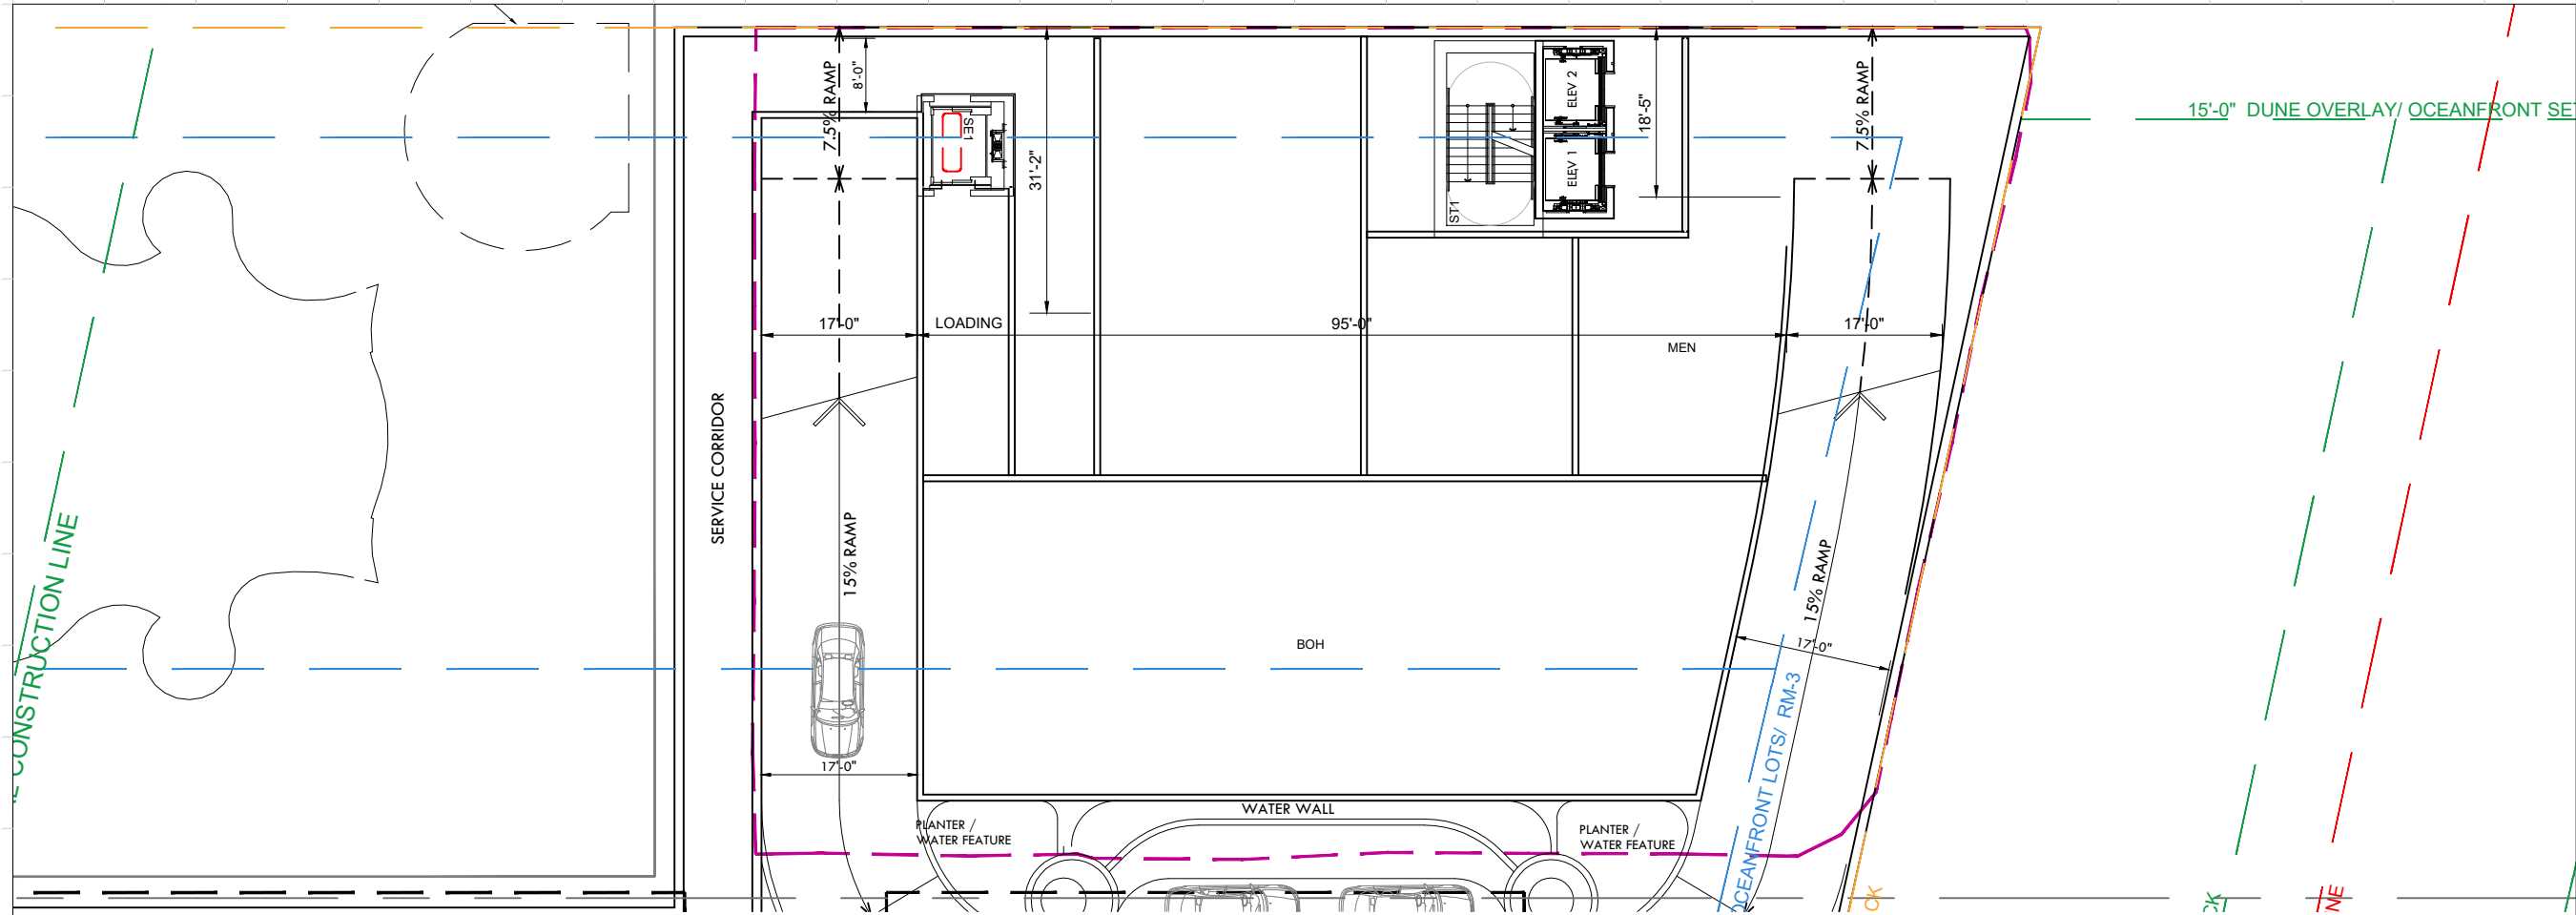 7.5% RAMP
8'-0"
SE1
31'-2"
ELEV 2
ELEV 1
ST1
18'-5"
7.5% RAMP
15'-0" DUNE OVERLAY/ OCEANFRONT
17'-0"
LOADING
95'-0"
17'-0"
MEN
SERVICE CORRIDOR
CONSTRUCTION LINE
15% RAMP
15% RAMP
BOH
17'-0"
OCEANFRONT LOTS/ RM-3
17'-0"
WATER WALL
PLANTER /
WATER FEATURE
PLANTER /
WATER FEATURE